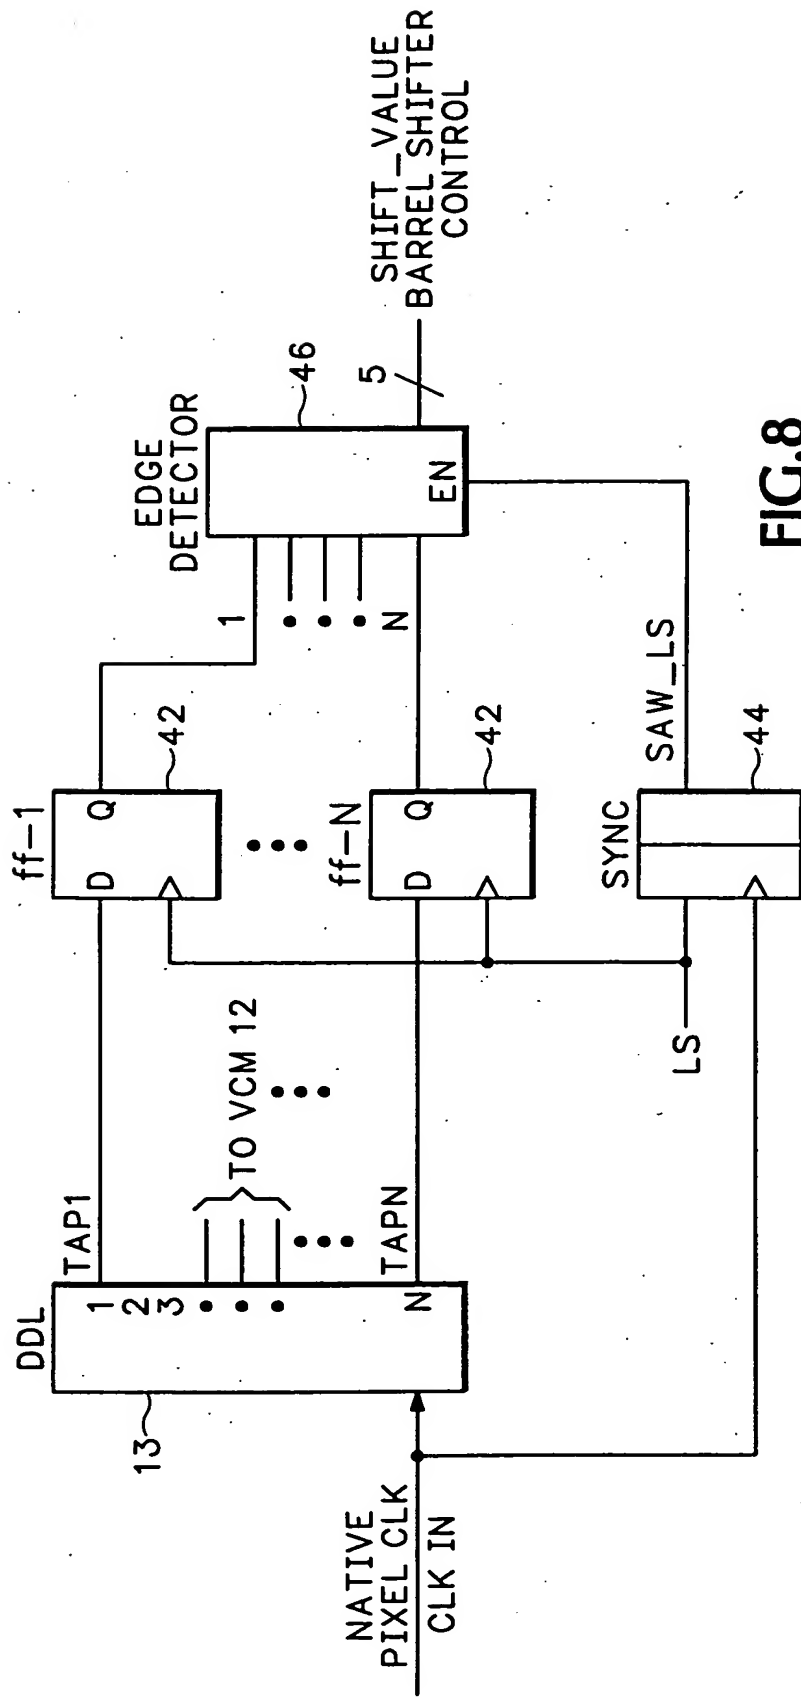 NATIVE
PIXEL CLK
CLK IN
DDL
13
1
2
3
N
TAP1
TO VCM 12
TAPN
LS
ff-1
D
Q
42
ff-N
D
Q
42
SYNC
44
SAW_LS
EDGE
DETECTOR
1
N
EN
46
5
SHIFT_VALUE
BARREL SHIFTER
CONTROL
FIG.8